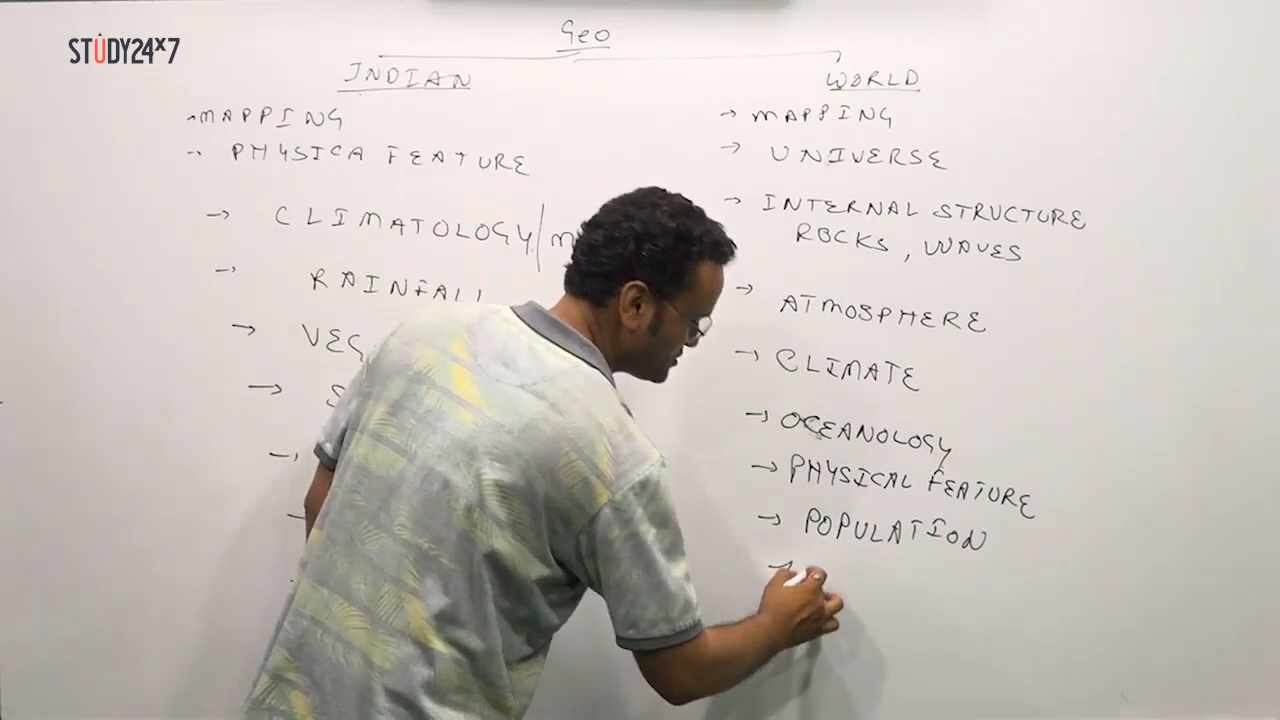 STUDY24x7
Geo
INDIAN
→ MAPPING
→ PHYSICA FEATURE
→ CLIMATOLOGY/
→ RAINFALL
→
→
→
→
WORLD
→ MAPPING
→ UNIVERSE
→ INTERNAL STRUCTURE
ROCKS, WAVES
→ ATMOSPHERE
→ CLIMATE
→ OCEANOLOGY
→ PHYSICAL FEATURE
→ POPULATION